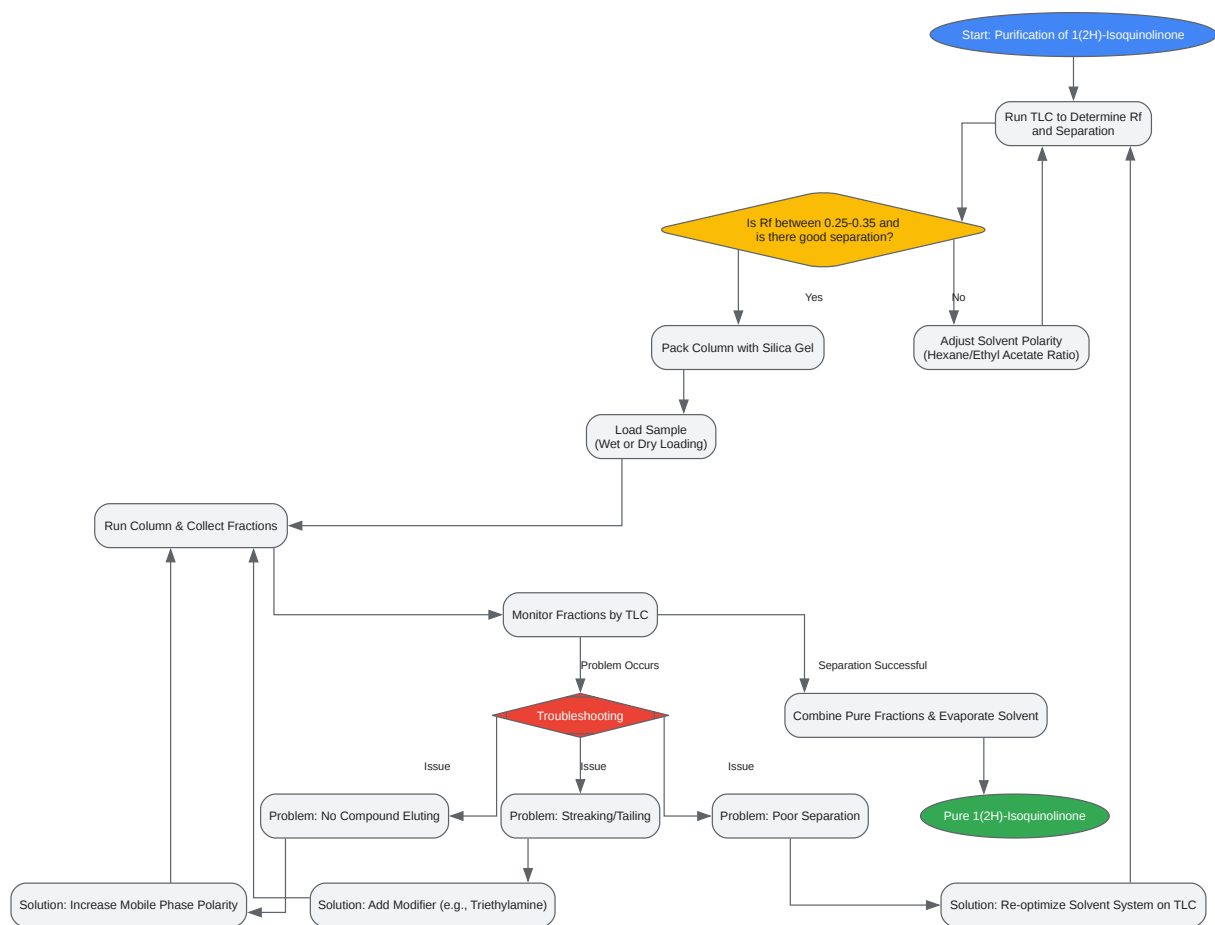 Start: Purification of 1(2H)-Isoquinolinone
Run TLC to Determine Rf
and Separation
Is Rf between 0.25-0.35 and
is there good separation?
Yes
No
Pack Column with Silica Gel
Adjust Solvent Polarity
(Hexane/Ethyl Acetate Ratio)
Load Sample
(Wet or Dry Loading)
Run Column & Collect Fractions
Monitor Fractions by TLC
Problem Occurs
Separation Successful
Troubleshooting
Combine Pure Fractions & Evaporate Solvent
Issue
Issue
Issue
Problem: No Compound Eluting
Problem: Streaking/Tailing
Problem: Poor Separation
Pure 1(2H)-Isoquinolinone
Solution: Increase Mobile Phase Polarity
Solution: Add Modifier (e.g., Triethylamine)
Solution: Re-optimize Solvent System on TLC